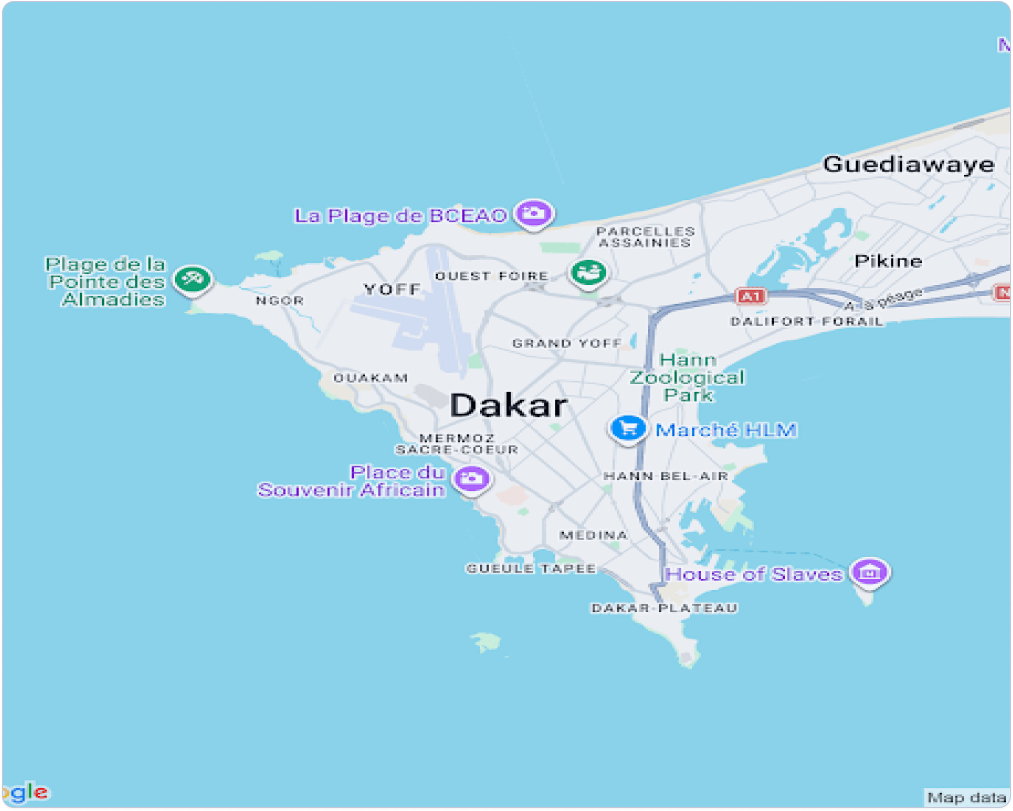 Guediawaye
La Plage de BCEAO
PARCELLES
ASSAINIES
Plage de la
Pointe des
Almadies
OUEST FOIRE
Pikine
YOFF
NGOR
A1
A. à péage
DALIFORT-FORAIL
GRAND YOFF
Hann
Zoological
Park
OUAKAM
Dakar
Marché HLM
MERMOZ
SACRE-COEUR
Place du
Souvenir Africain
HANN BEL-AIR
MEDINA
GUEULE TAPEE
House of Slaves
DAKAR-PLATEAU
ogle
Map data